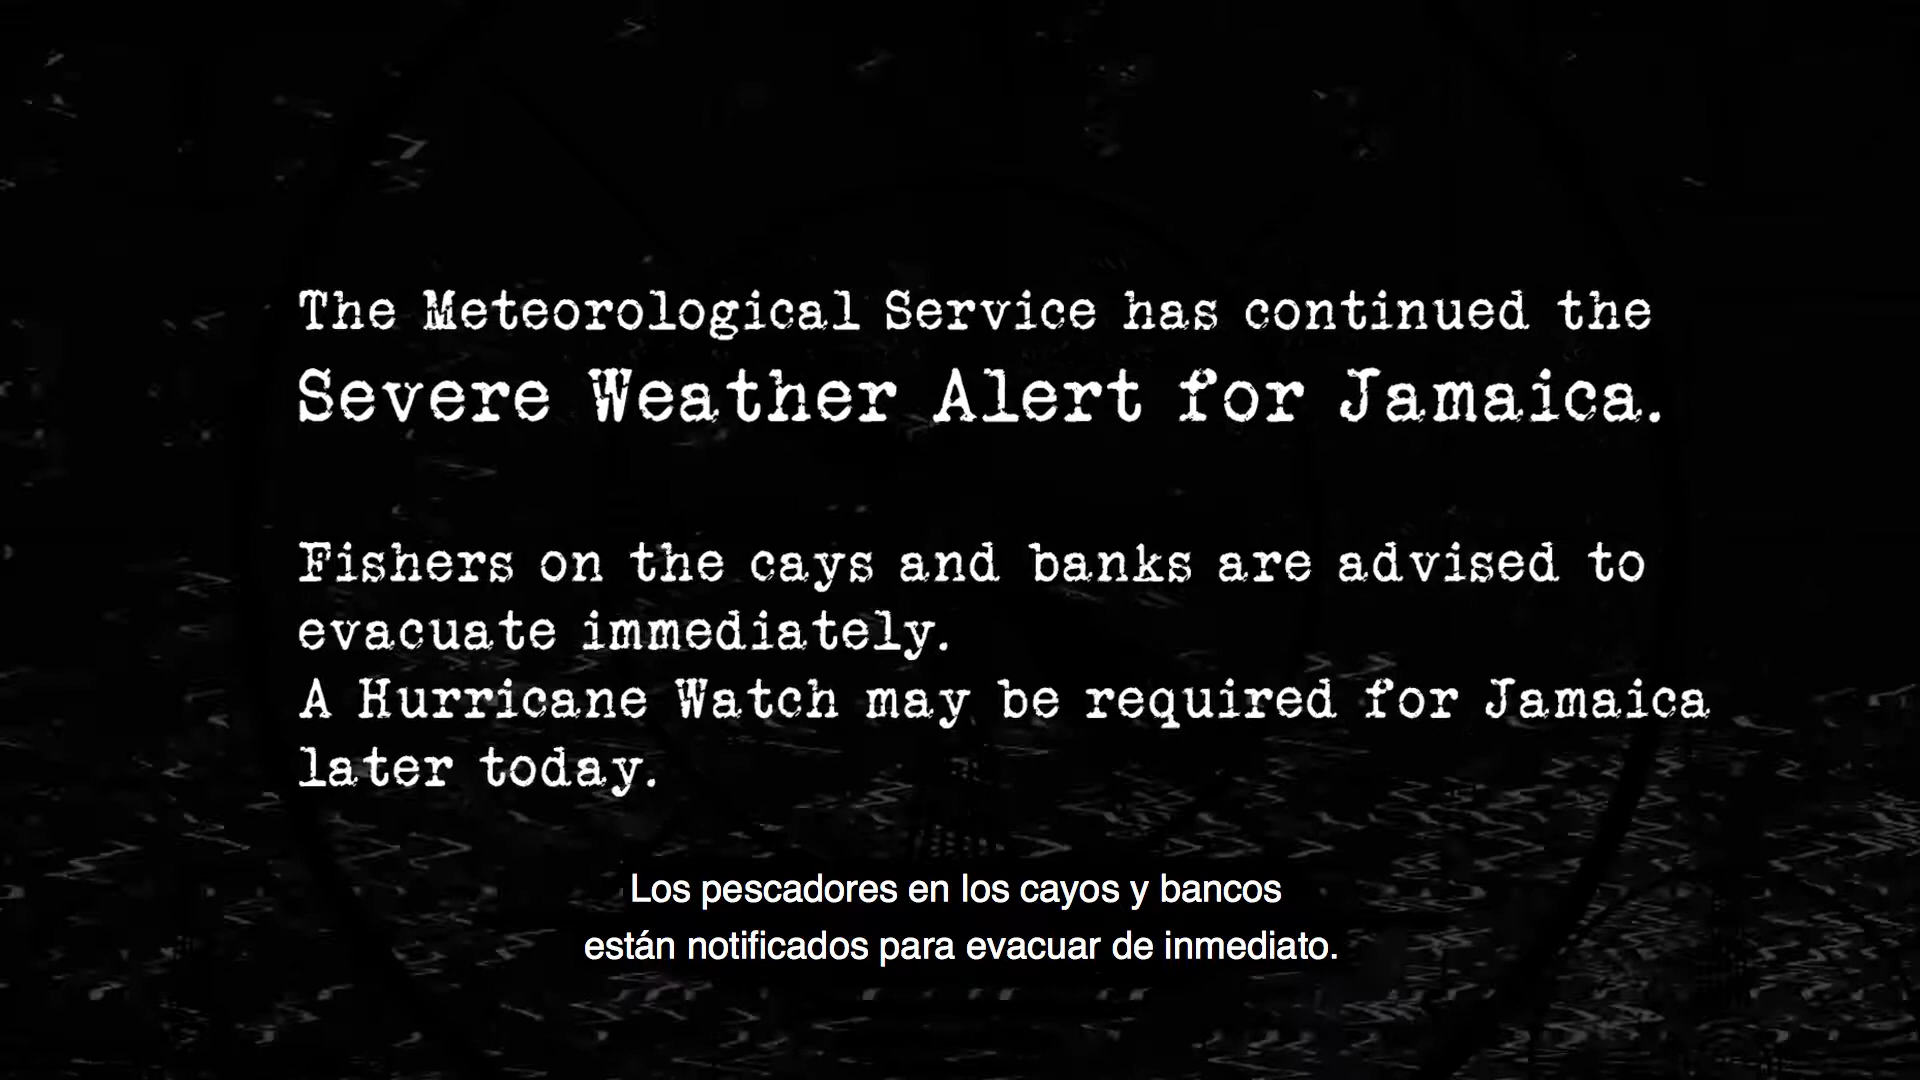 The Meteorological Service has continued the
Severe Weather Alert for Jamaica.
Fishers on the cays and banks are advised to
evacuate immediately.
A Hurricane Watch may be required for Jamaica
later today.
Los pescadores en los cayos y bancos
están notificados para evacuar de inmediato.